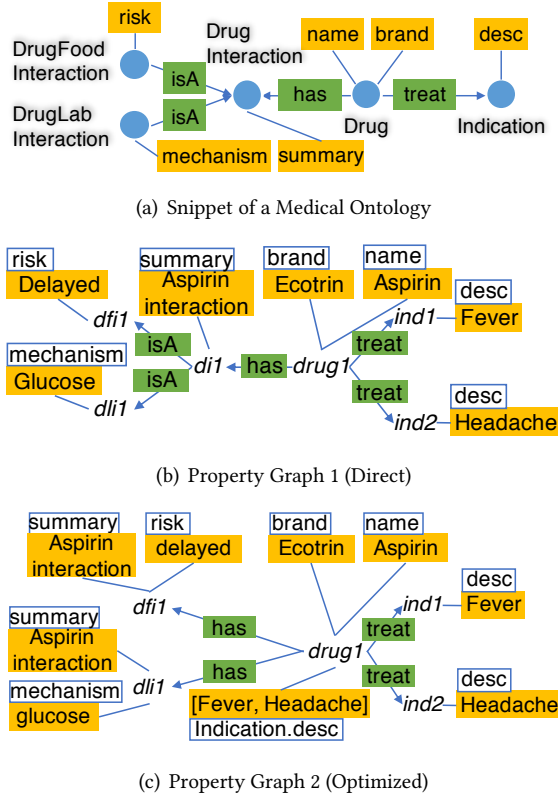 risk
DrugFood
Interaction
Drug
Interaction
name
brand
desc
isA
isA
has
treat
DrugLab
Interaction
Drug
Indication
mechanism
summary
(a) Snippet of a Medical Ontology
risk
Delayed
summary
Aspirin
interaction
brand
Ecotrin
name
Aspirin
desc
Fever
dfi1
ind1
mechanism
Glucose
isA
isA
di1
has
drug1
treat
treat
dli1
ind2
desc
Headache
(b) Property Graph 1 (Direct)
summary
Aspirin
interaction
risk
delayed
brand
Ecotrin
name
Aspirin
desc
Fever
dfi1
has
ind1
treat
summary
Aspirin
interaction
drug1
has
treat
dli1
mechanism
glucose
[Fever, Headache]
Indication.desc
ind2
desc
Headache
(c) Property Graph 2 (Optimized)